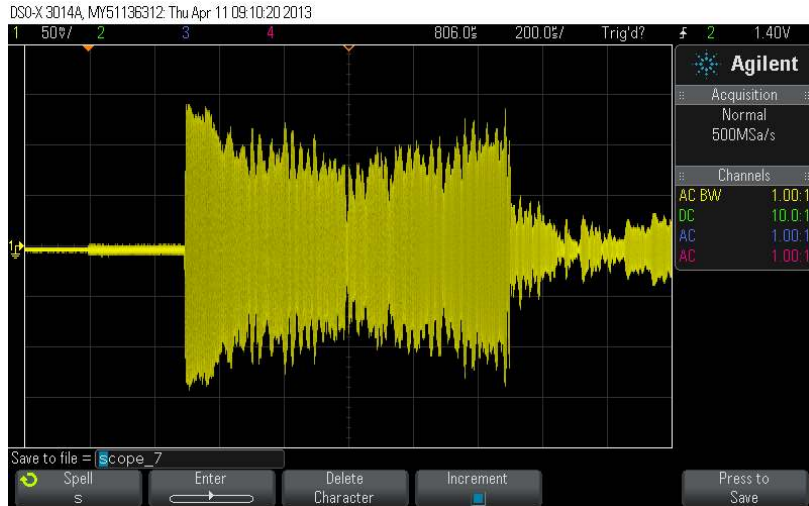 DSO-X 3014A, MY51136312: Thu Apr 11 09:10:20 2013
1 50V/ 2 3 4 806.0s 200.0s/ Trig'd? 2 1.40V
Agilent
Acquisition
Normal
500MSa/s
Channels
AC BW 1.00:1
DC 10.0:1
AC 1.00:1
AC 1.00:1
1
Save to file = scope_7
Spell Enter Delete Increment Press to
s Character Save